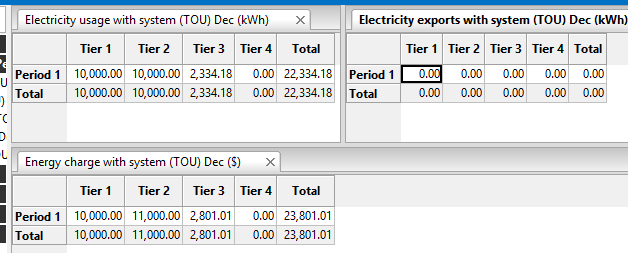 Electricity usage with system (TOU) Dec (kWh) ×
Tier 1 Tier 2 Tier 3 Tier 4 Total
Period 1 10,000.00 10,000.00 2,334.18 0.00 22,334.18
Total 10,000.00 10,000.00 2,334.18 0.00 22,334.18
Electricity exports with system (TOU) Dec (kWh)
Tier 1 Tier 2 Tier 3 Tier 4 Total
Period 1 0.00 0.00 0.00 0.00 0.00
Total 0.00 0.00 0.00 0.00 0.00
Energy charge with system (TOU) Dec ($) ×
Tier 1 Tier 2 Tier 3 Tier 4 Total
Period 1 10,000.00 11,000.00 2,801.01 0.00 23,801.01
Total 10,000.00 11,000.00 2,801.01 0.00 23,801.01